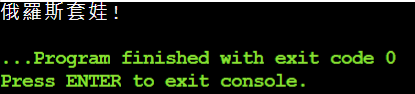 俄羅斯套娃!
...Program finished with exit code 0
Press ENTER to exit console.